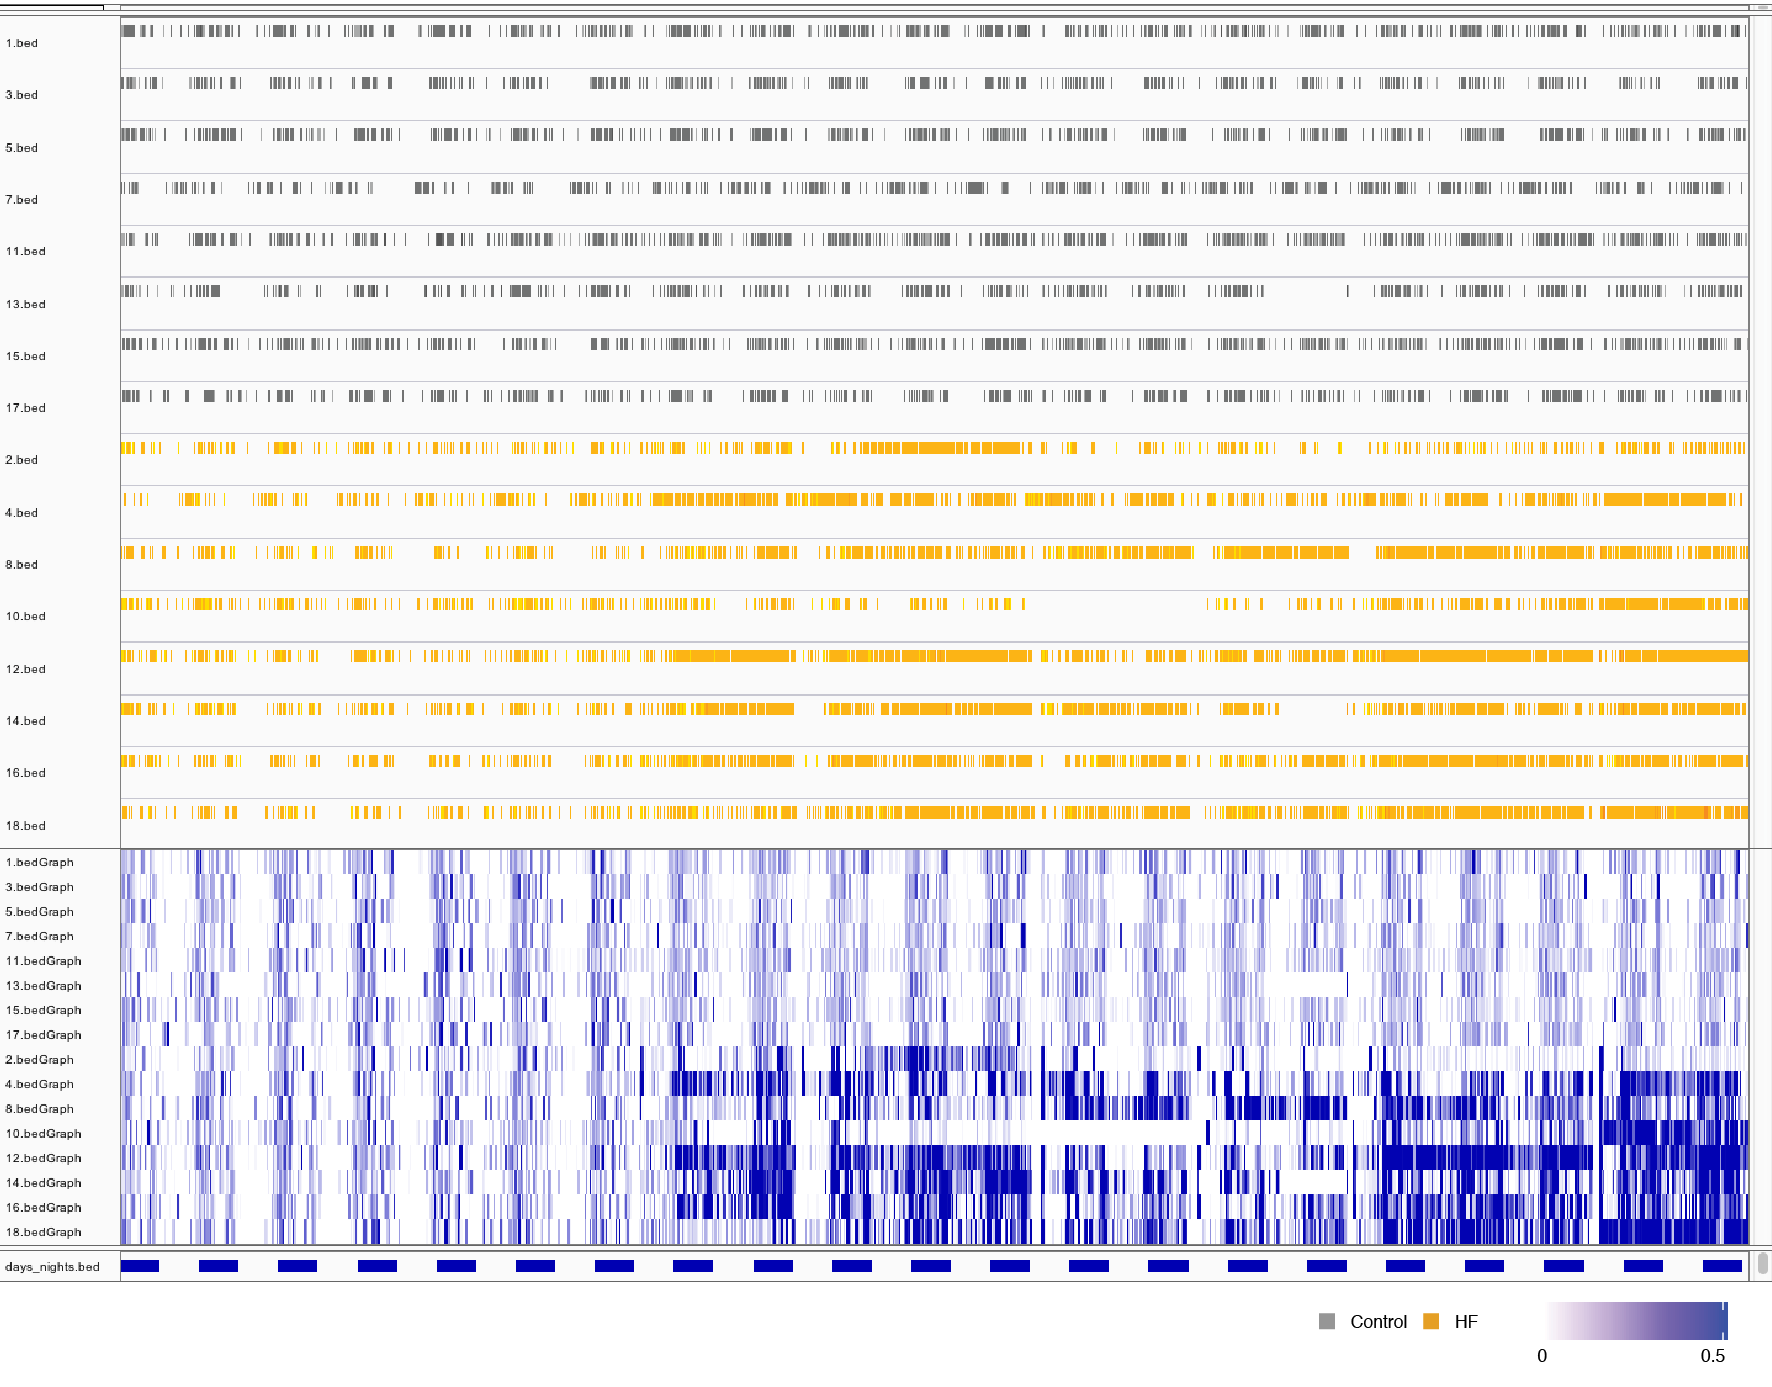 1.bed
3.bed
5.bed
7.bed
11.bed
13.bed
15.bed
17.bed
2.bed
4.bed
8.bed
10.bed
12.bed
14.bed
16.bed
18.bed
1.bedGraph
3.bedGraph
5.bedGraph
7.bedGraph
11.bedGraph
13.bedGraph
15.bedGraph
17.bedGraph
2.bedGraph
4.bedGraph
8.bedGraph
10.bedGraph
12.bedGraph
14.bedGraph
16.bedGraph
18.bedGraph
days_nights.bed
Control HF
0 0.5